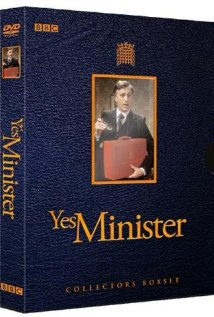 DVD
BBC
Yes
Minister
BBC
Yes Minister
COLLECTORS BOXSET